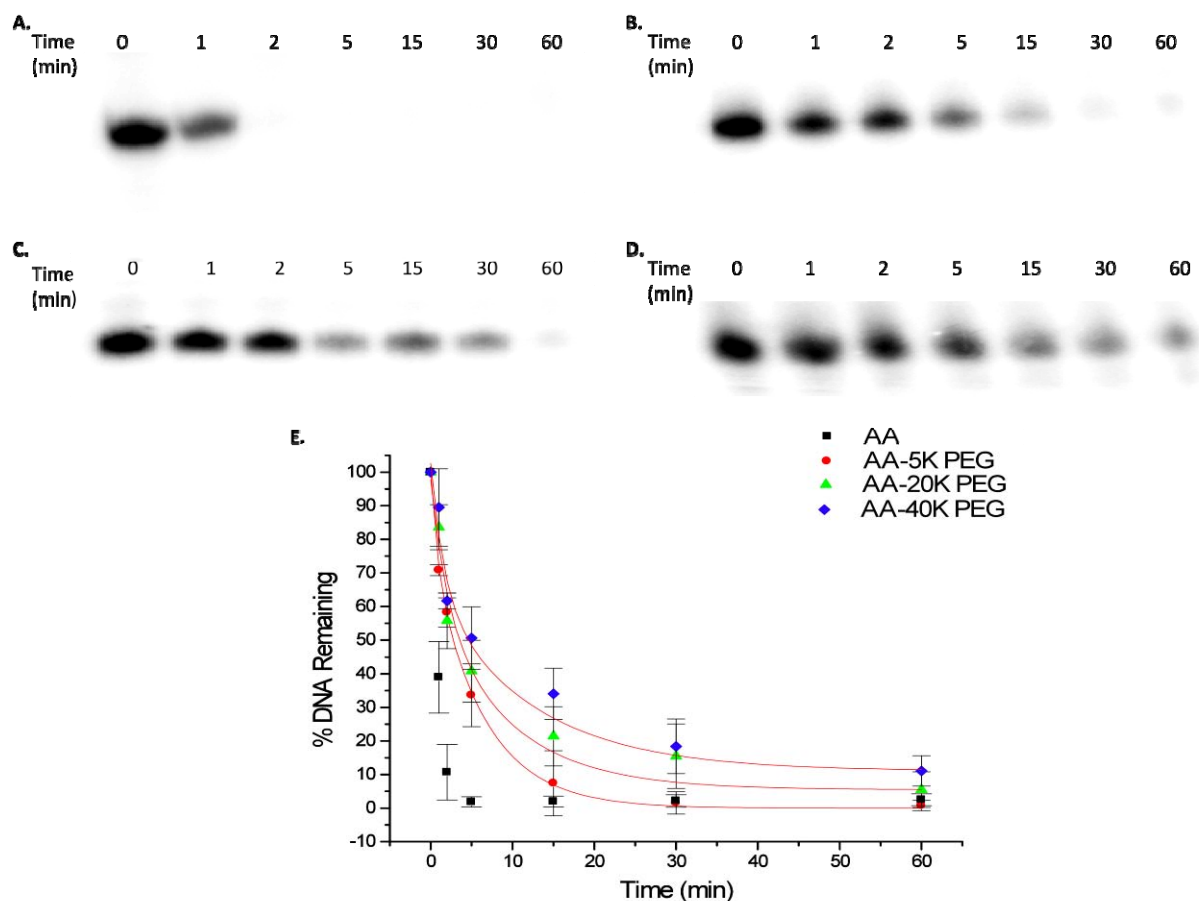 A.
Time 0 1 2 5 15 30 60
(min)
B.
Time 0 1 2 5 15 30 60
(min)
C.
Time 0 1 2 5 15 30 60
(min)
D.
Time 0 1 2 5 15 30 60
(min)
E.
AA
AA-5K PEG
AA-20K PEG
AA-40K PEG
% DNA Remaining
100
90
80
70
60
50
40
30
20
10
0
-10
0 10 20 30 40 50 60
Time (min)